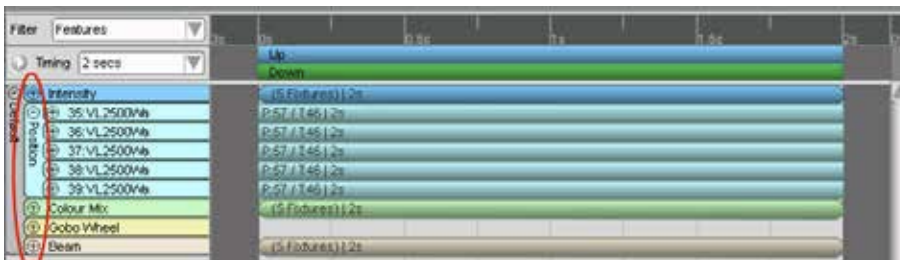 Filter Features
0s 0.5s 1s 1.5s 2s
Timing 2 secs
Up
Down
Default
Intensity (5 Fixtures) | 2s
Position
35:VL2500Wa P:57 / T:46 | 2s
36:VL2500Wa P:57 / T:46 | 2s
37:VL2500Wa P:57 / T:46 | 2s
38:VL2500Wa P:57 / T:46 | 2s
39:VL2500Wa P:57 / T:46 | 2s
Colour Mix (5 Fixtures) | 2s
Gobo Wheel
Beam (5 Fixtures) | 2s